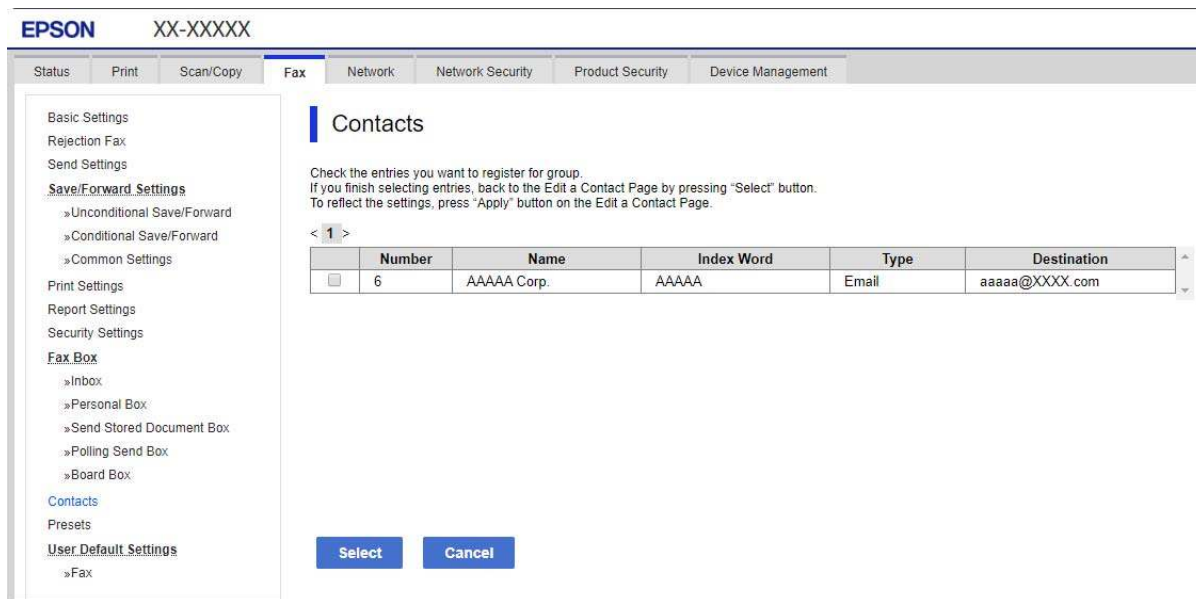 EPSON XX-XXXXX
Status Print Scan/Copy Fax Network Network Security Product Security Device Management
Basic Settings
Rejection Fax
Send Settings
Save/Forward Settings
»Unconditional Save/Forward
»Conditional Save/Forward
»Common Settings
Print Settings
Report Settings
Security Settings
Fax Box
»Inbox
»Personal Box
»Send Stored Document Box
»Polling Send Box
»Board Box
Contacts
Presets
User Default Settings
»Fax
Contacts
Check the entries you want to register for group.
If you finish selecting entries, back to the Edit a Contact Page by pressing “Select” button.
To reflect the settings, press “Apply” button on the Edit a Contact Page.
< 1 >
Number Name Index Word Type Destination
6 AAAAA Corp. AAAAA Email aaaaa@XXXX.com
Select Cancel